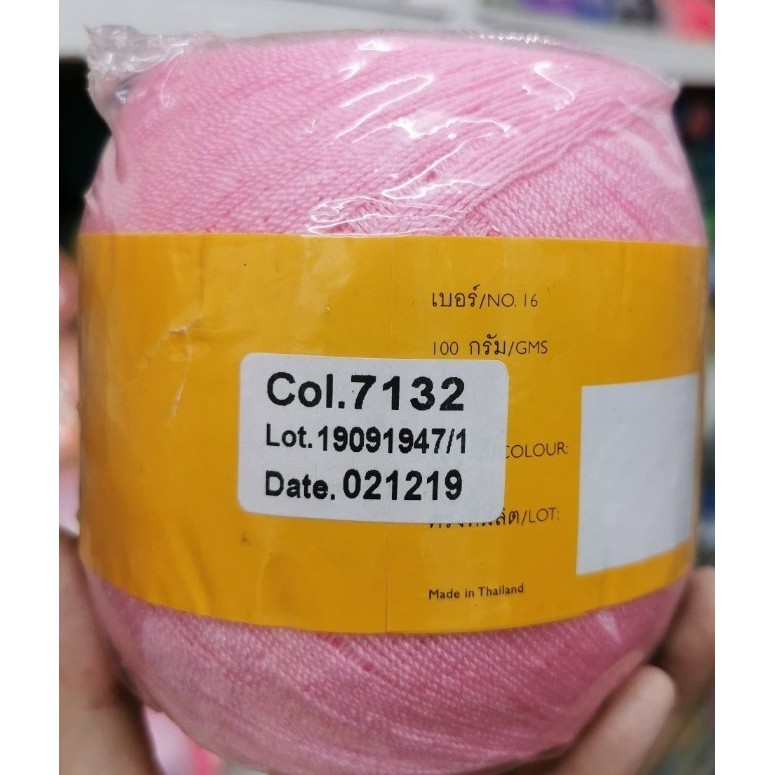 เบอร์/NO. 16
100 กรัม/GMS
Col.7132
Lot.19091947/1
Date. 021219
COLOUR:
/LOT:
Made in Thailand